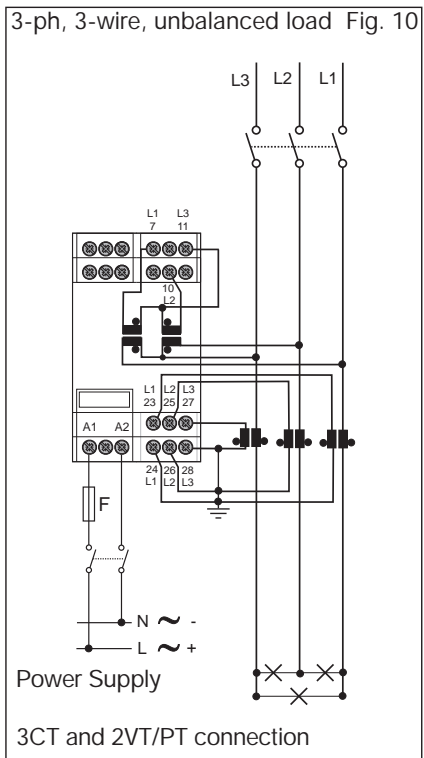 3-ph, 3-wire, unbalanced load Fig. 10
L3 L2 L1
L1 L3
7 11
10
L2
L1 L2 L3
23 25 27
A1 A2
24 26 28
L1 L2 L3
F
N ~ -
L ~ +
Power Supply
3CT and 2VT/PT connection